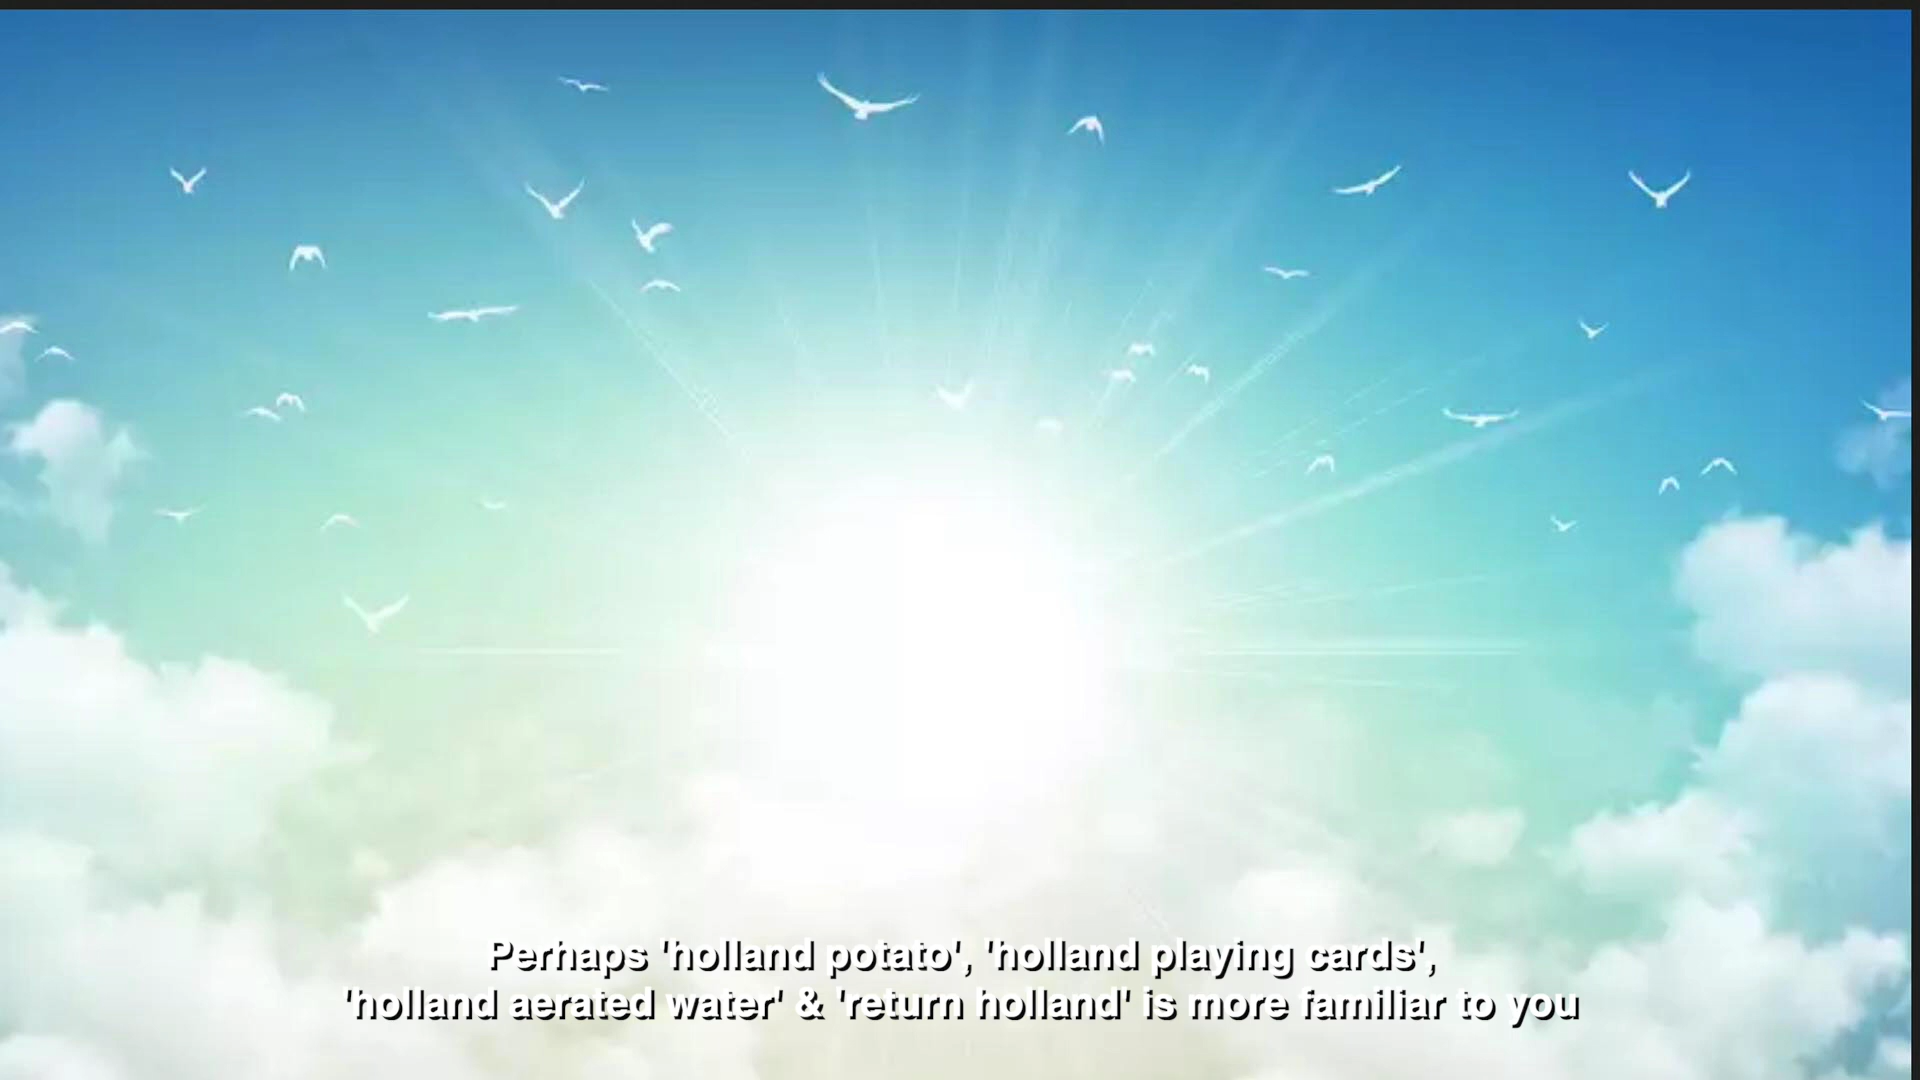 Perhaps 'holland potato', 'holland playing cards',
'holland aerated water' & 'return holland' is more familiar to you